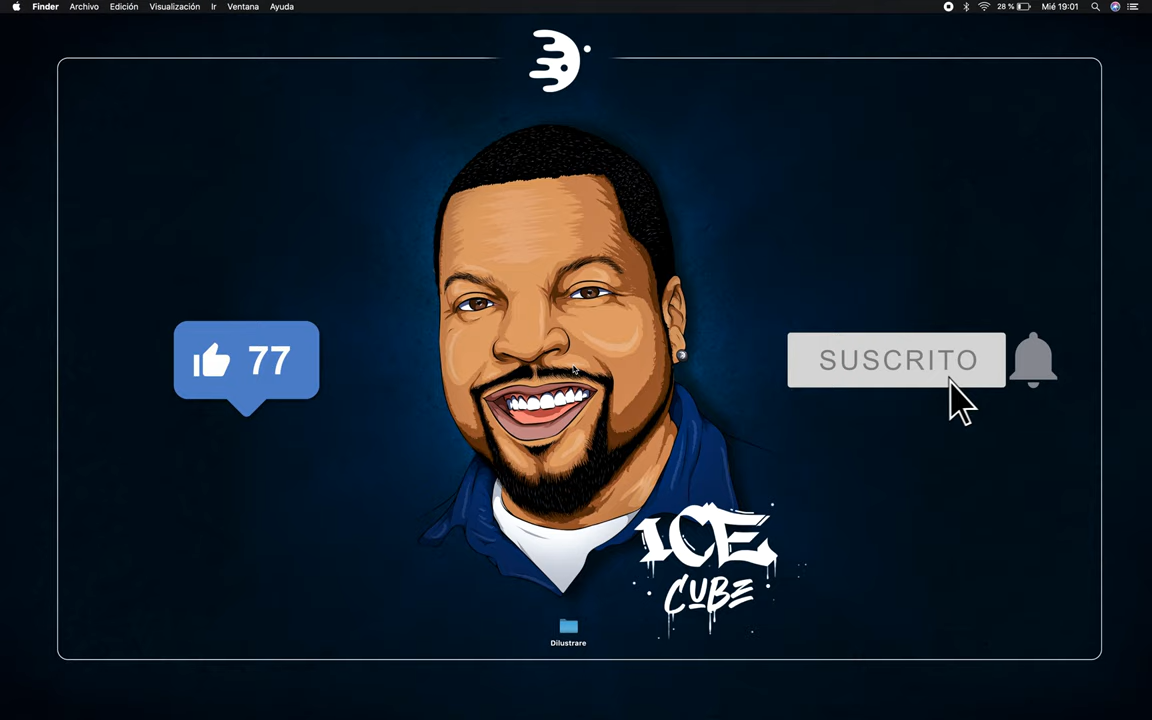 Finder Archivo Edición Visualización Ir Ventana Ayuda 28 % Mié 19:01
77
SUSCRITO
ICE
CUBE
Dilustrare